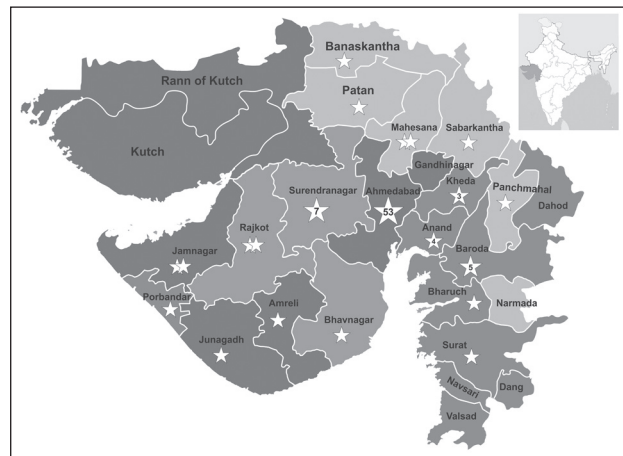 Banaskantha
Rann of Kutch
Patan
Mahesana
Sabarkantha
Kutch
Gandhinagar
Surendranagar
Ahmedabad
Kheda
Panchmahal
7
53
3
Dahod
Rajkot
Anand
4
Jamnagar
Baroda
5
Porbandar
Amreli
Bharuch
Narmada
Bhavnagar
Junagadh
Surat
Navsari
Dang
Valsad